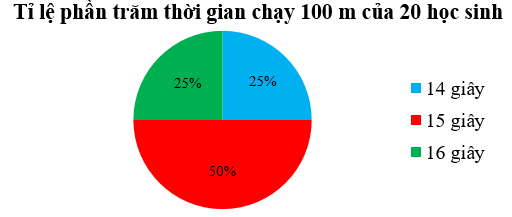 Tỉ lệ phần trăm thời gian chạy 100 m của 20 học sinh
25%
25%
50%
14 giây
15 giây
16 giây